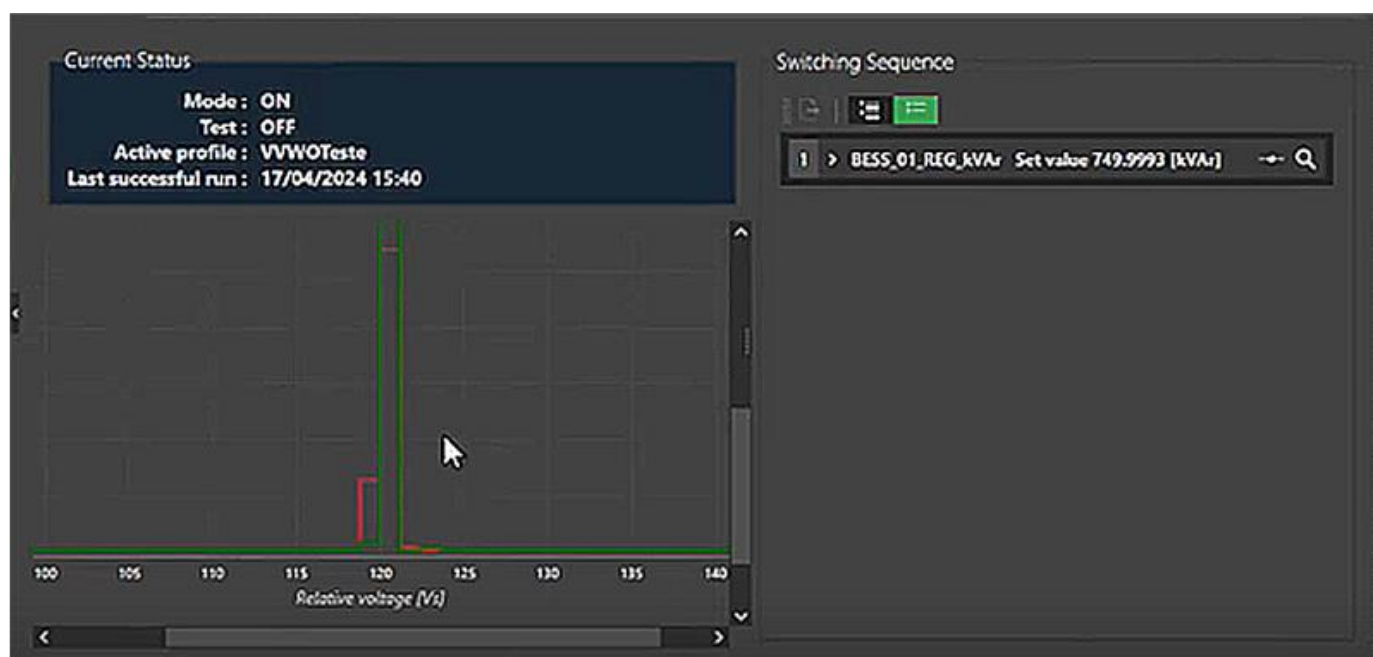 Current Status
Mode : ON
Test : OFF
Active profile : VVWOTeste
Last successful run : 17/04/2024 15:40
100 105 110 115 120 125 130 135 140
Relative voltage [Vs]
Switching Sequence
1 > BESS_01_REG_kVAr Set value 749.9993 [kVAr]